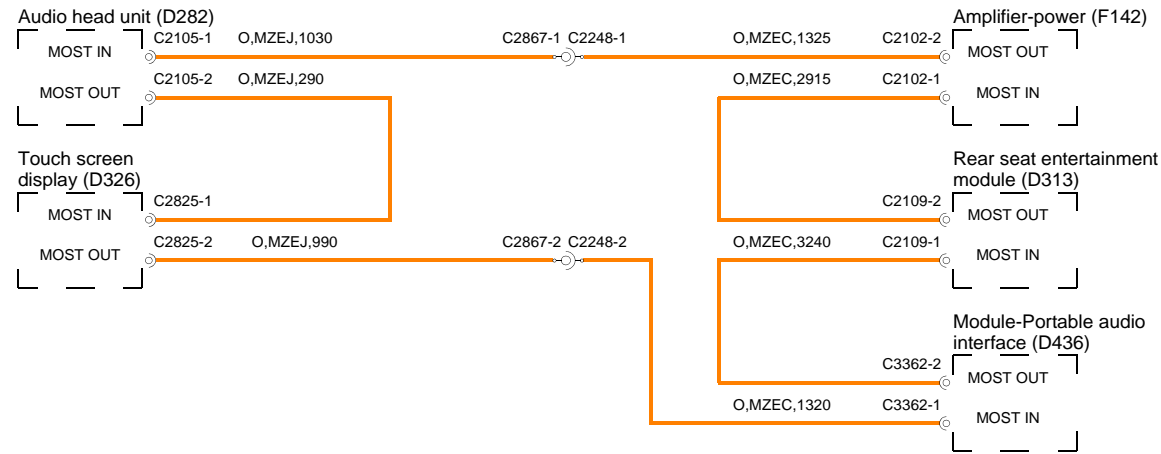 Audio head unit (D282)
Amplifier-power (F142)
MOST IN
C2105-1
O,MZEJ,1030
C2867-1 C2248-1
O,MZEC,1325
C2102-2
MOST OUT
MOST OUT
C2105-2
O,MZEJ,290
O,MZEC,2915
C2102-1
MOST IN
Touch screen
display (D326)
Rear seat entertainment
module (D313)
MOST IN
C2825-1
C2109-2
MOST OUT
MOST OUT
C2825-2
O,MZEJ,990
C2867-2 C2248-2
O,MZEC,3240
C2109-1
MOST IN
Module-Portable audio
interface (D436)
C3362-2
MOST OUT
O,MZEC,1320
C3362-1
MOST IN